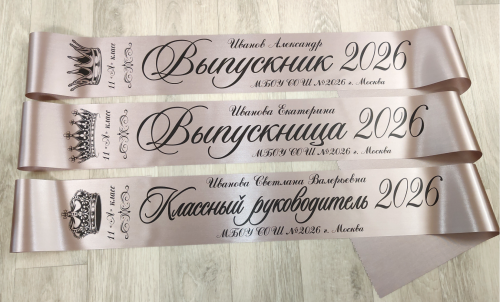 11 "А" класс
Иванов Александр
Выпускник 2026
МБОУ СОШ №2026 г. Москва
11 "А" класс
Иванова Екатерина
Выпускница 2026
МБОУ СОШ №2026 г. Москва
11 "А" класс
Иванова Светлана Валерьевна
Классный руководитель 2026
МБОУ СОШ №2026 г. Москва